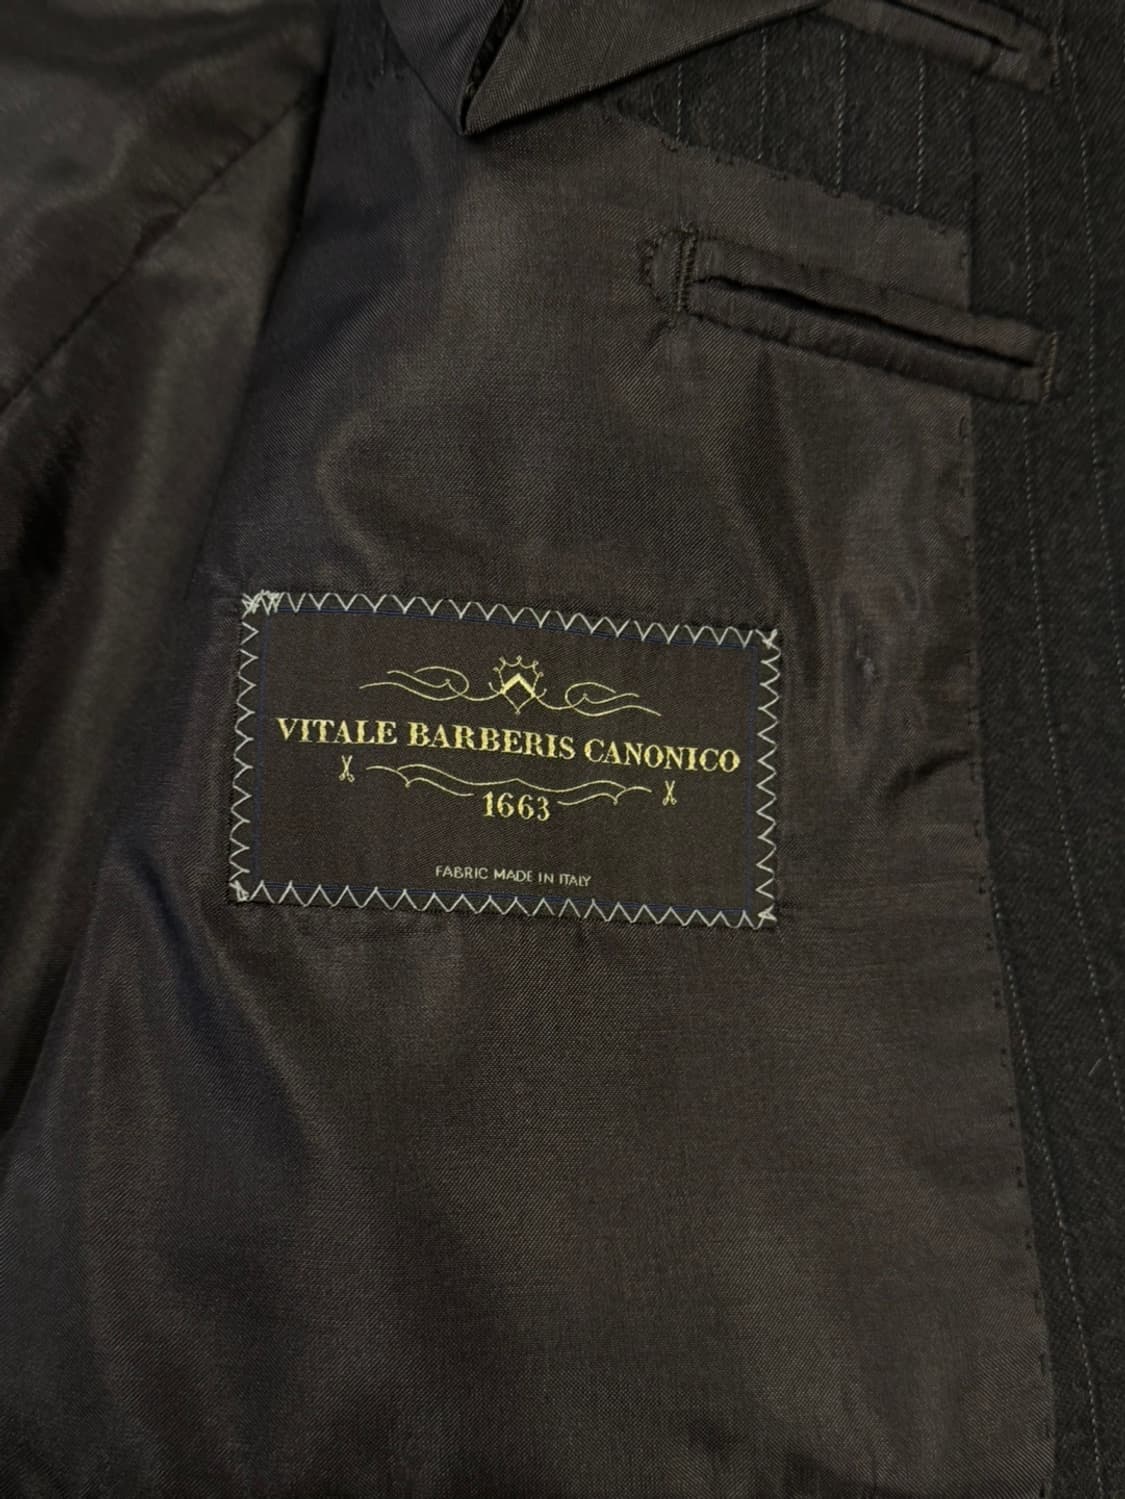 VITALE BARBERIS CANONICO
1663
FABRIC MADE IN ITALY